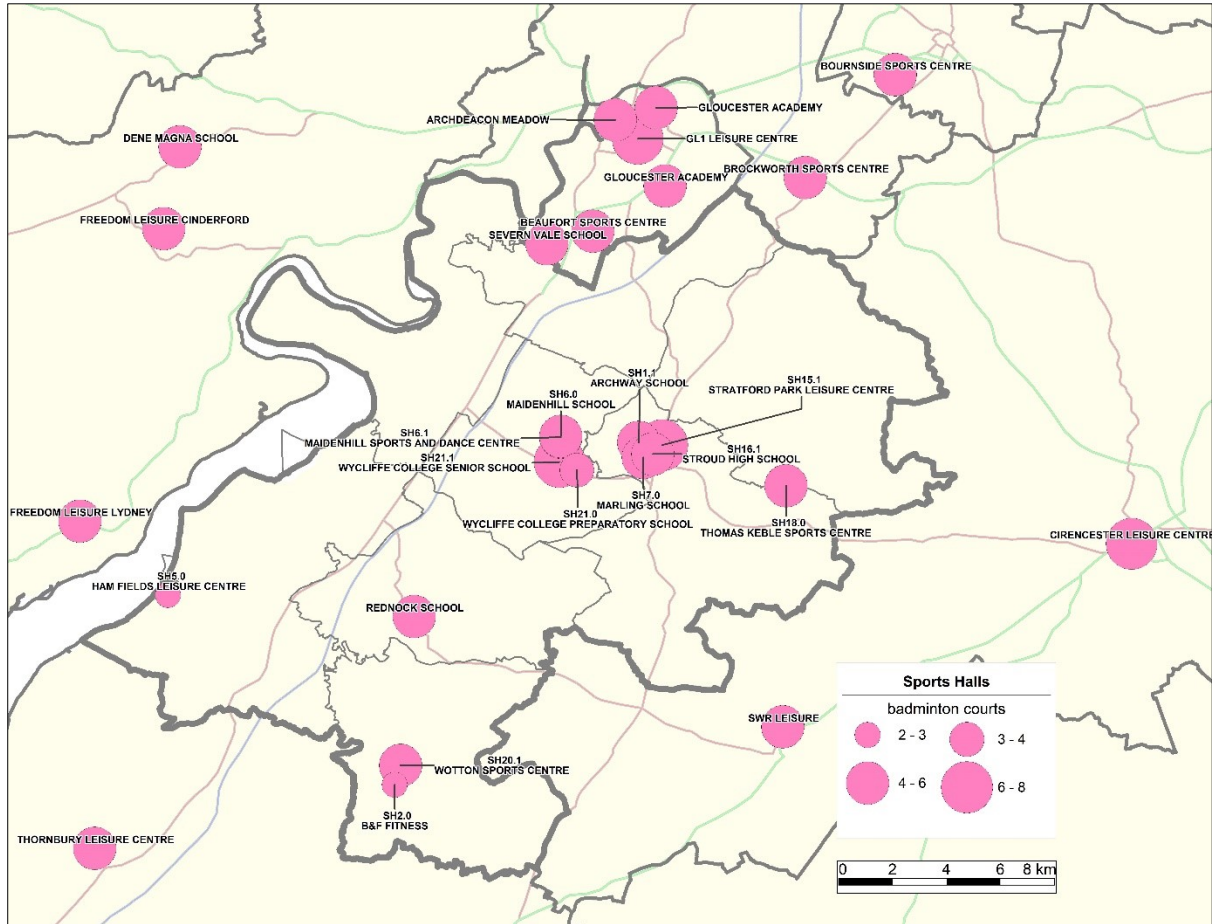 BOURNSIDE SPORTS CENTRE
GLOUCESTER ACADEMY
ARCHDEACON MEADOW
GL1 LEISURE CENTRE
DENE MAGNA SCHOOL
BROCKWORTH SPORTS CENTRE
GLOUCESTER ACADEMY
FREEDOM LEISURE CINDERFORD
BEAUFORT SPORTS CENTRE
SEVERN VALE SCHOOL
SH1.1
ARCHWAY SCHOOL
SH15.1
STRATFORD PARK LEISURE CENTRE
SH6.0
MAIDENHILL SCHOOL
SH6.1
MAIDENHILL SPORTS AND DANCE CENTRE
SH21.1
WYCLIFFE COLLEGE SENIOR SCHOOL
SH16.1
STROUD HIGH SCHOOL
SH7.0
MARLING SCHOOL
SH21.0
WYCLIFFE COLLEGE PREPARATORY SCHOOL
SH18.0
THOMAS KEBLE SPORTS CENTRE
FREEDOM LEISURE LYDNEY
CIRENCESTER LEISURE CENTRE
SH5.0
HAM FIELDS LEISURE CENTRE
REDNOCK SCHOOL
SWR LEISURE
SH20.1
WOTTON SPORTS CENTRE
SH2.0
B&F FITNESS
THORNBURY LEISURE CENTRE
Sports Halls
badminton courts
2 - 3
3 - 4
4 - 6
6 - 8
0 2 4 6 8 km